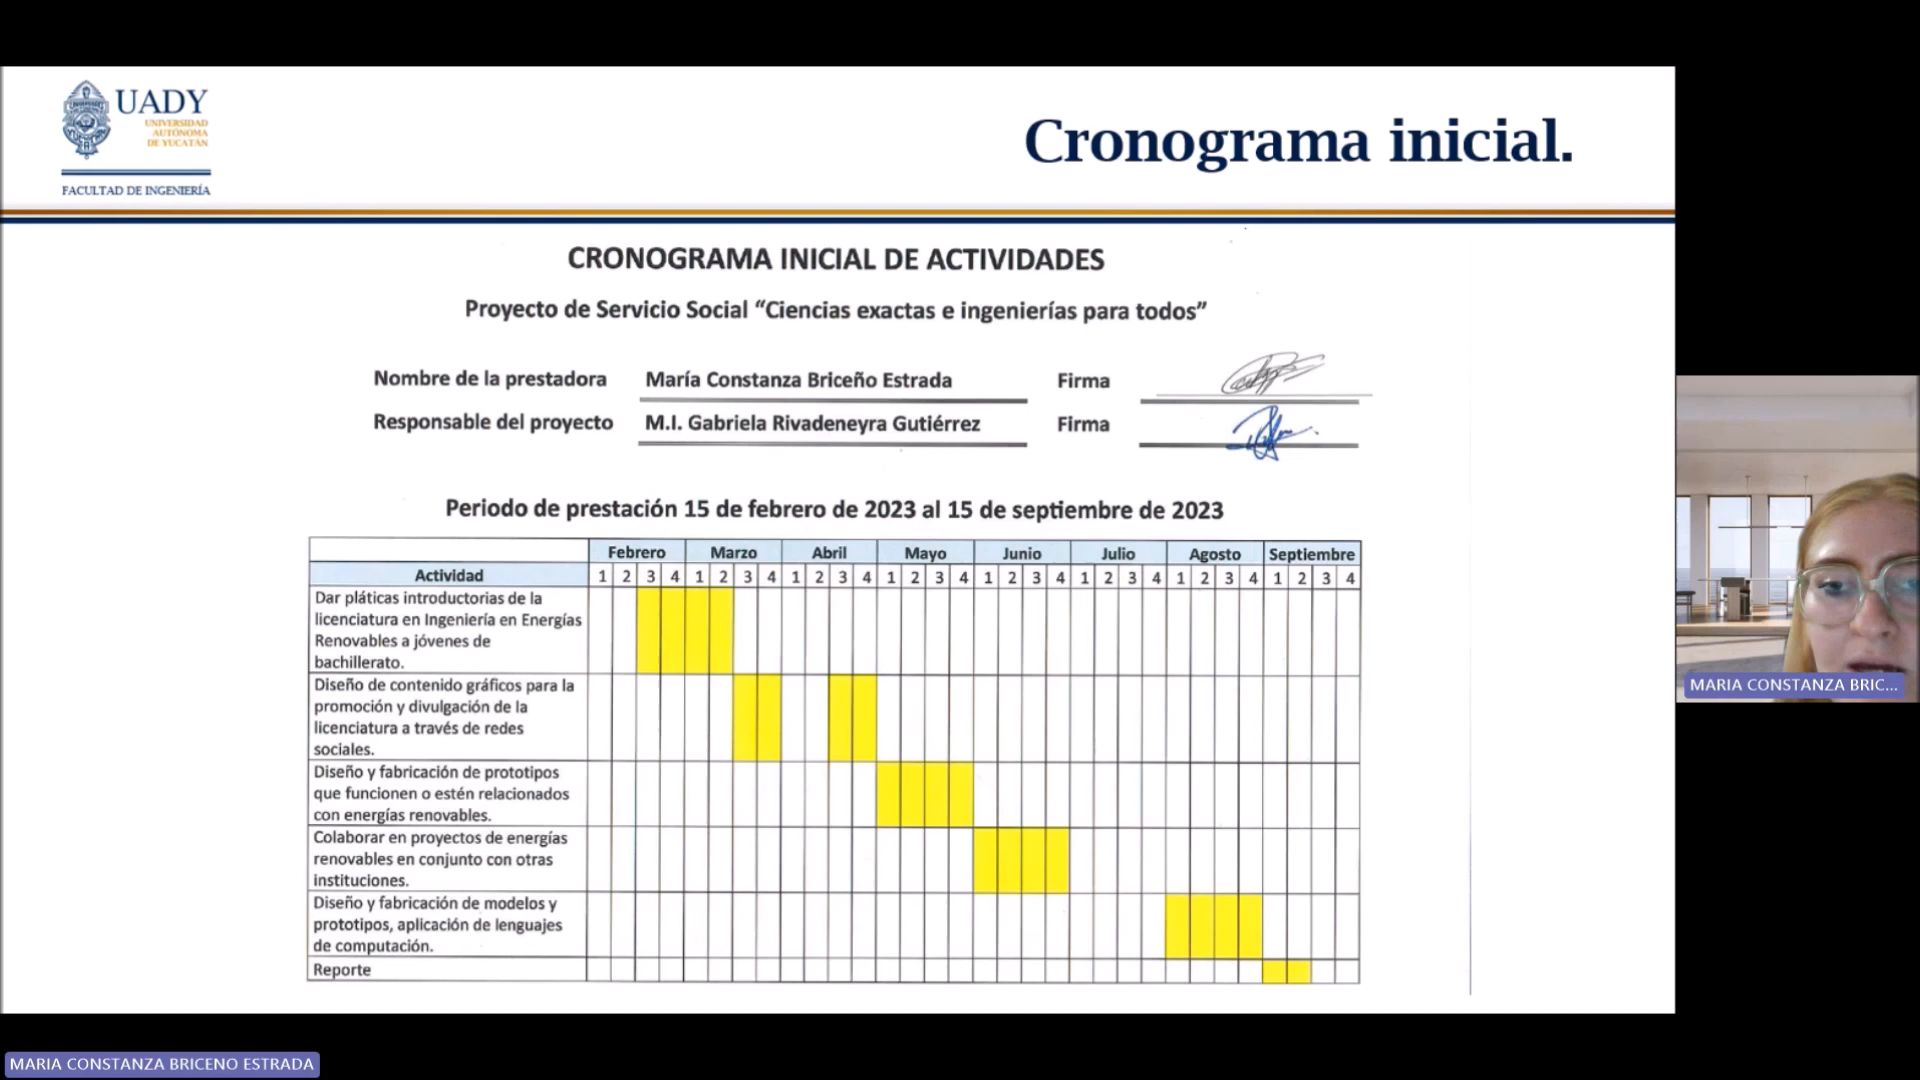 UADY
UNIVERSIDAD
AUTÓNOMA
DE YUCATÁN
FACULTAD DE INGENIERÍA
Cronograma inicial.
CRONOGRAMA INICIAL DE ACTIVIDADES
Proyecto de Servicio Social “Ciencias exactas e ingenierías para todos”
Nombre de la prestadora María Constanza Briceño Estrada Firma
Responsable del proyecto M.I. Gabriela Rivadeneyra Gutiérrez Firma
Periodo de prestación 15 de febrero de 2023 al 15 de septiembre de 2023
Febrero Marzo Abril Mayo Junio Julio Agosto Septiembre
Actividad 1 2 3 4 1 2 3 4 1 2 3 4 1 2 3 4 1 2 3 4 1 2 3 4 1 2 3 4 1 2 3 4
Dar pláticas introductorias de la
licenciatura en Ingeniería en Energías
Renovables a jóvenes de
bachillerato.
Diseño de contenido gráficos para la
promoción y divulgación de la
licenciatura a través de redes
sociales.
Diseño y fabricación de prototipos
que funcionen o estén relacionados
con energías renovables.
Colaborar en proyectos de energías
renovables en conjunto con otras
instituciones.
Diseño y fabricación de modelos y
prototipos, aplicación de lenguajes
de computación.
Reporte
MARIA CONSTANZA BRIC...
MARIA CONSTANZA BRICENO ESTRADA